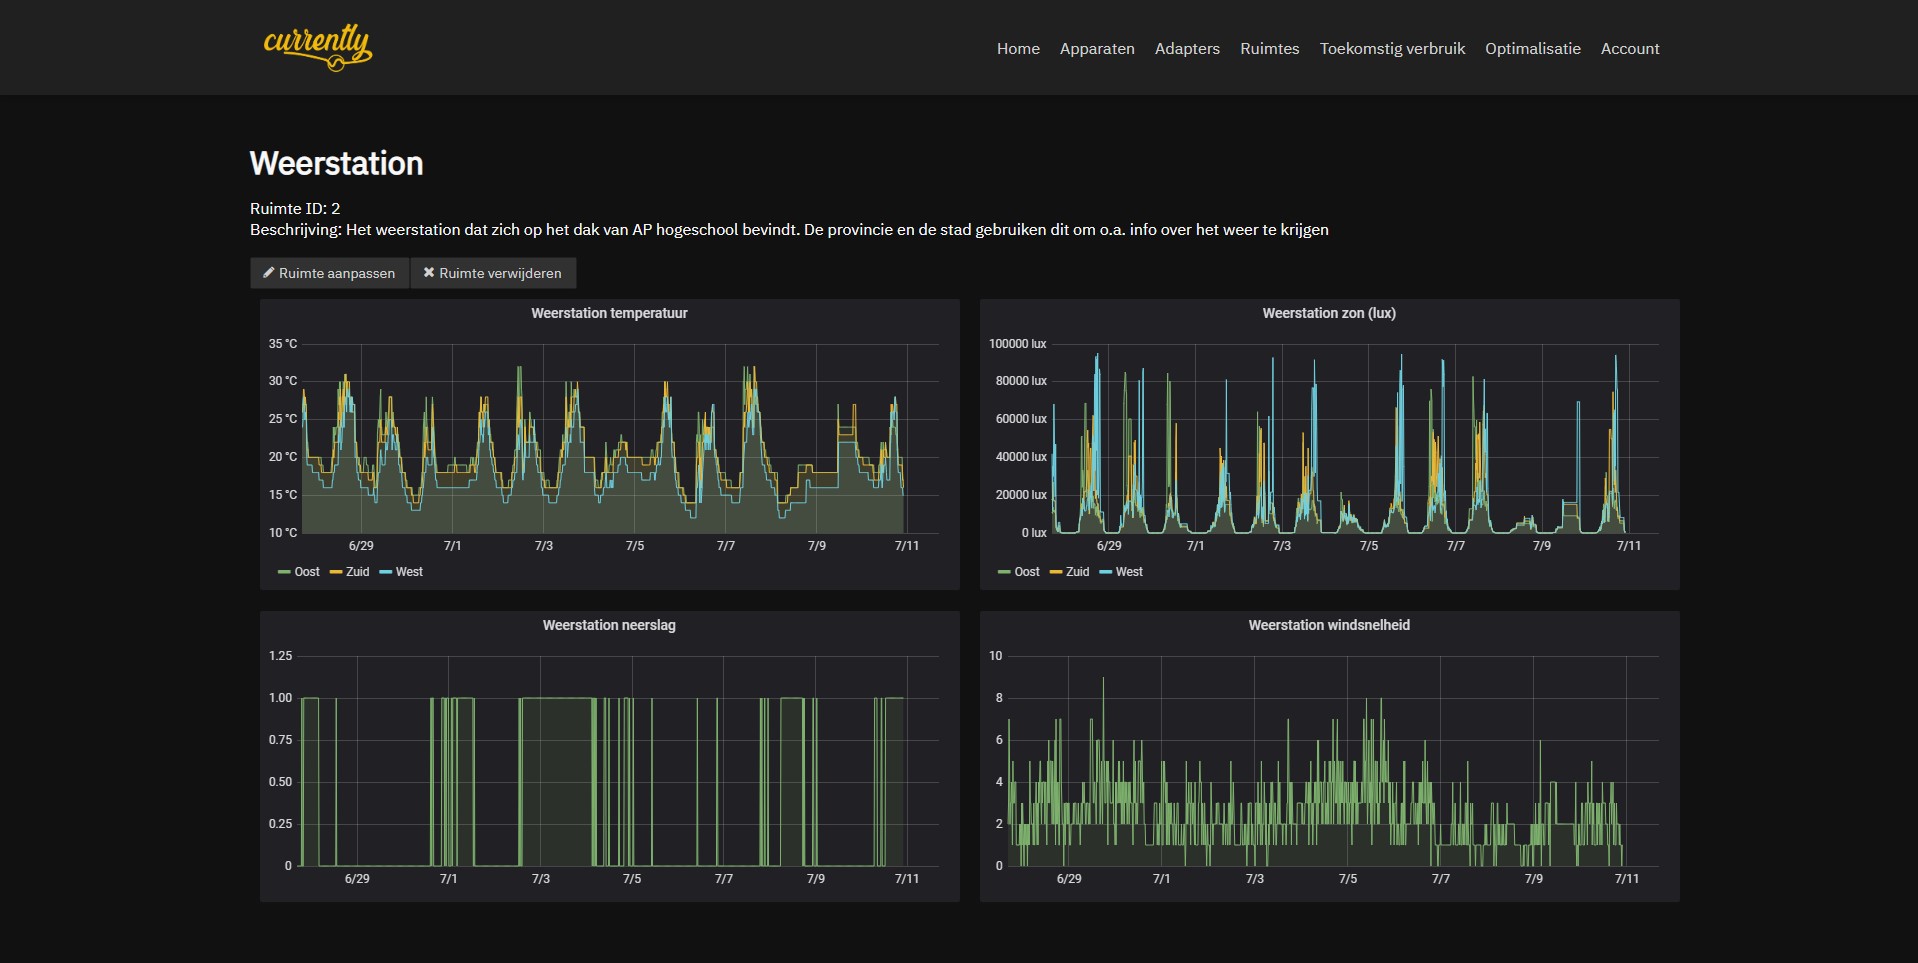 currently
Home Apparaten Adapters Ruimtes Toekomstig verbruik Optimalisatie Account
Weerstation
Ruimte ID: 2
Beschrijving: Het weerstation dat zich op het dak van AP hogeschool bevindt. De provincie en de stad gebruiken dit om o.a. info over het weer te krijgen
Ruimte aanpassen Ruimte verwijderen
Weerstation temperatuur
35 °C
30 °C
25 °C
20 °C
15 °C
10 °C
6/29 7/1 7/3 7/5 7/7 7/9 7/11
Oost Zuid West
Weerstation zon (lux)
100000 lux
80000 lux
60000 lux
40000 lux
20000 lux
0 lux
6/29 7/1 7/3 7/5 7/7 7/9 7/11
Oost Zuid West
Weerstation neerslag
1.25
1.00
0.75
0.50
0.25
0
6/29 7/1 7/3 7/5 7/7 7/9 7/11
Weerstation windsnelheid
10
8
6
4
2
0
6/29 7/1 7/3 7/5 7/7 7/9 7/11